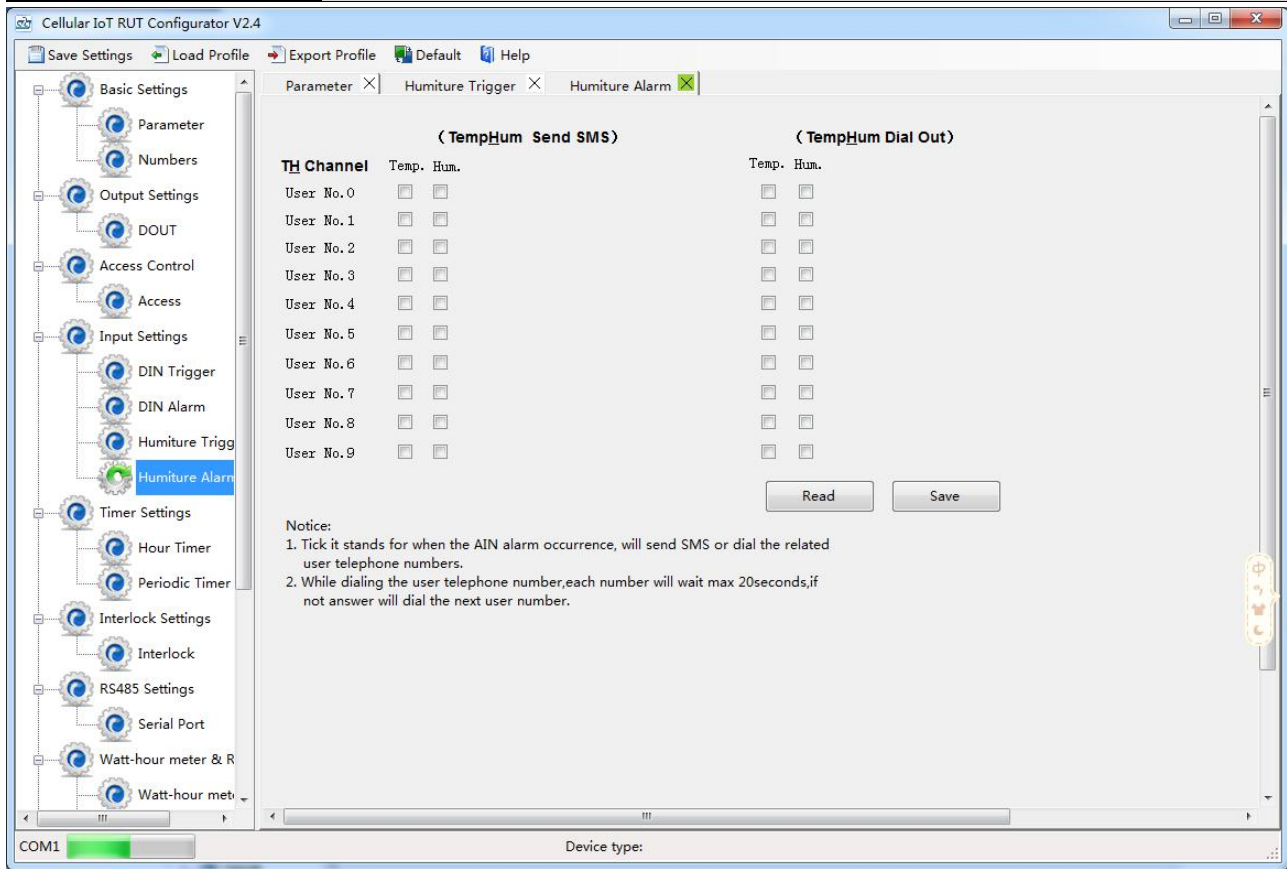 Cellular IoT RUT Configurator V2.4
Save Settings Load Profile Export Profile Default Help
Basic Settings
Parameter
Numbers
Output Settings
DOUT
Access Control
Access
Input Settings
DIN Trigger
DIN Alarm
Humiture Trigg
Humiture Alarm
Timer Settings
Hour Timer
Periodic Timer
Interlock Settings
Interlock
RS485 Settings
Serial Port
Watt-hour meter & R
Watt-hour mete
Parameter Humiture Trigger Humiture Alarm
(TempHum Send SMS) (TempHum Dial Out)
TH Channel Temp. Hum. Temp. Hum.
User No.0
User No.1
User No.2
User No.3
User No.4
User No.5
User No.6
User No.7
User No.8
User No.9
Read Save
Notice:
1. Tick it stands for when the AIN alarm occurrence, will send SMS or dial the related
user telephone numbers.
2. While dialing the user telephone number,each number will wait max 20seconds,if
not answer will dial the next user number.
中
COM1 Device type: